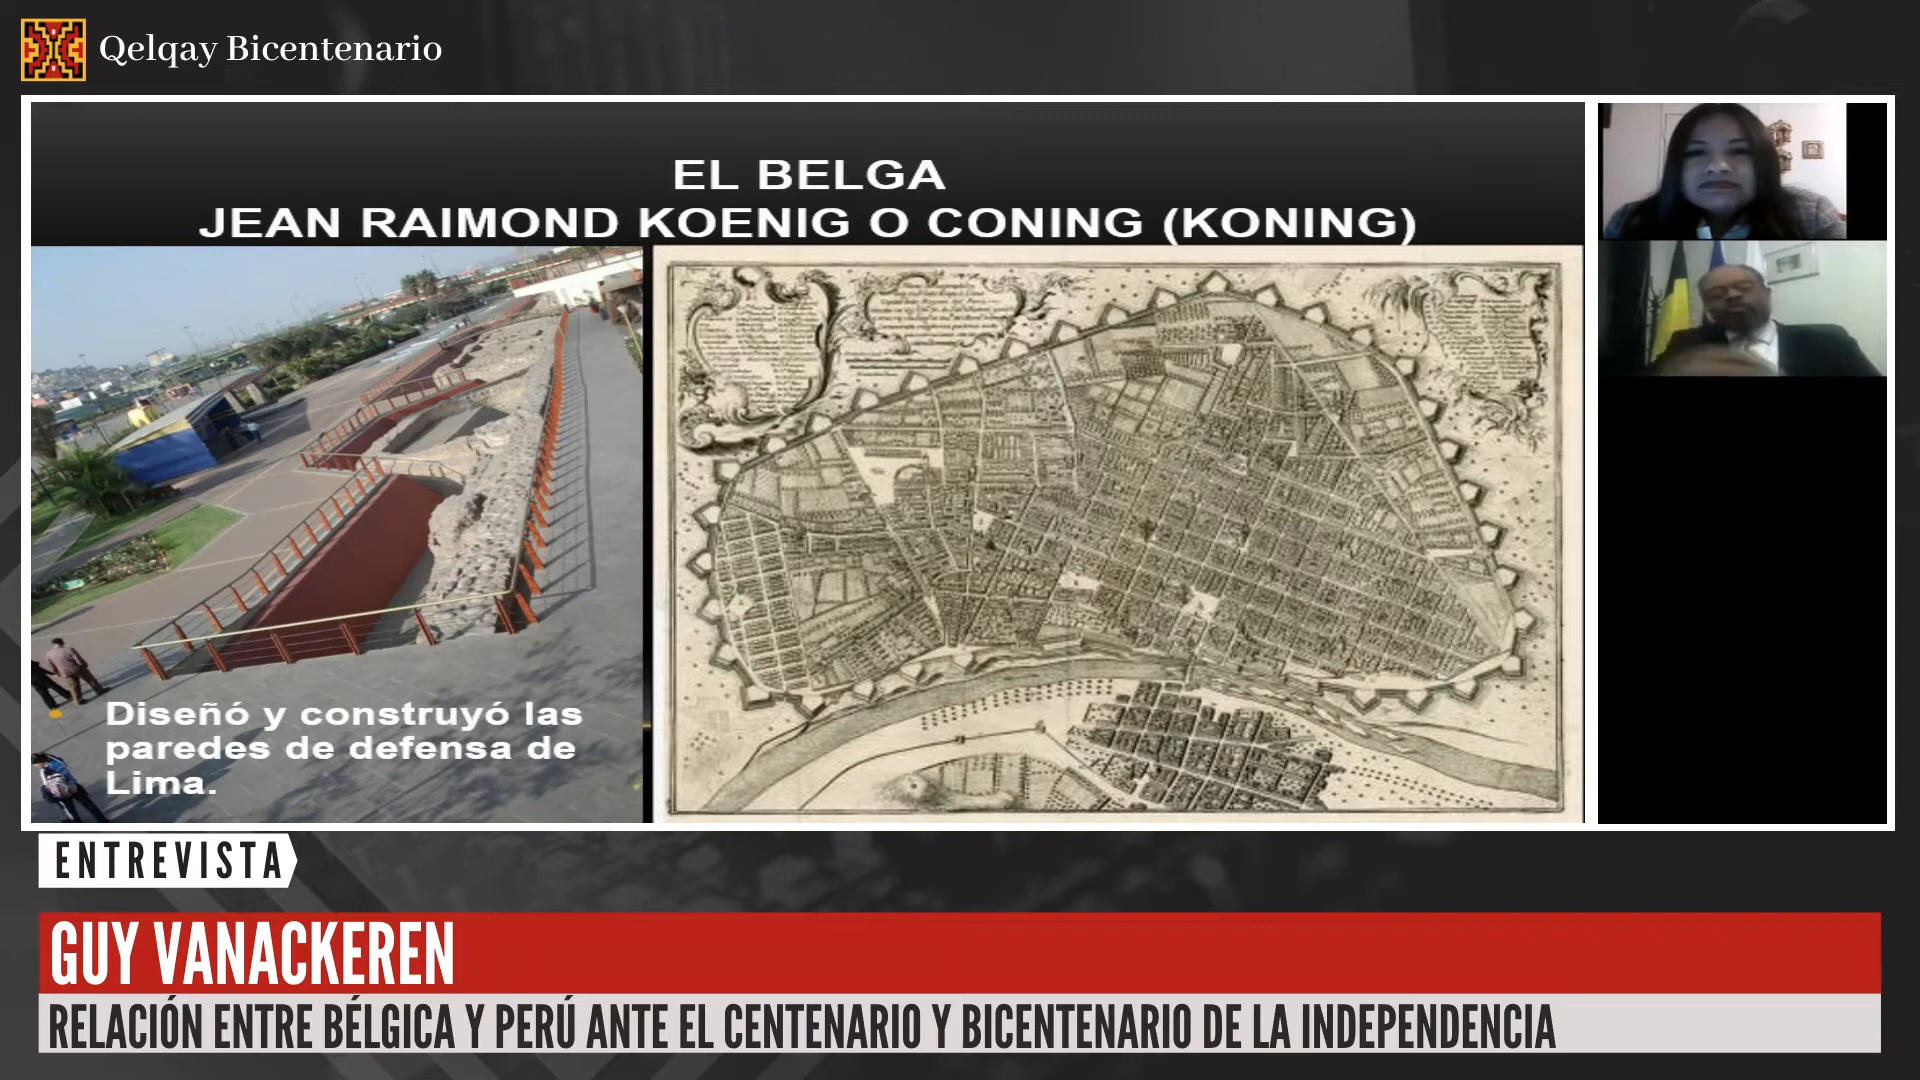 Qelqay Bicentenario
EL BELGA
JEAN RAIMOND KOENIG O CONING (KONING)
Diseñó y construyó las
paredes de defensa de
Lima.
ENTREVISTA
GUY VANACKEREN
RELACIÓN ENTRE BÉLGICA Y PERÚ ANTE EL CENTENARIO Y BICENTENARIO DE LA INDEPENDENCIA